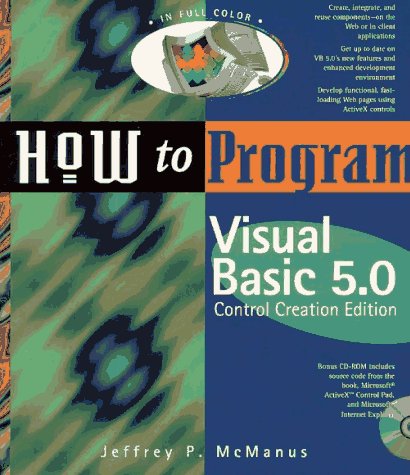 • IN FULL COLOR •
Create, integrate, and
reuse components—on the
Web or in client
applications
Get up to date on
VB 5.0's new features and
enhanced development
environment
Develop functional, fast-
loading Web pages using
ActiveX controls
How to Program
Visual
Basic 5.0
Control Creation Edition
Bonus CD-ROM includes
source code from the
book, Microsoft®
ActiveX™ Control Pad,
and Microsoft
Internet Explorer
Jeffrey P. McManus